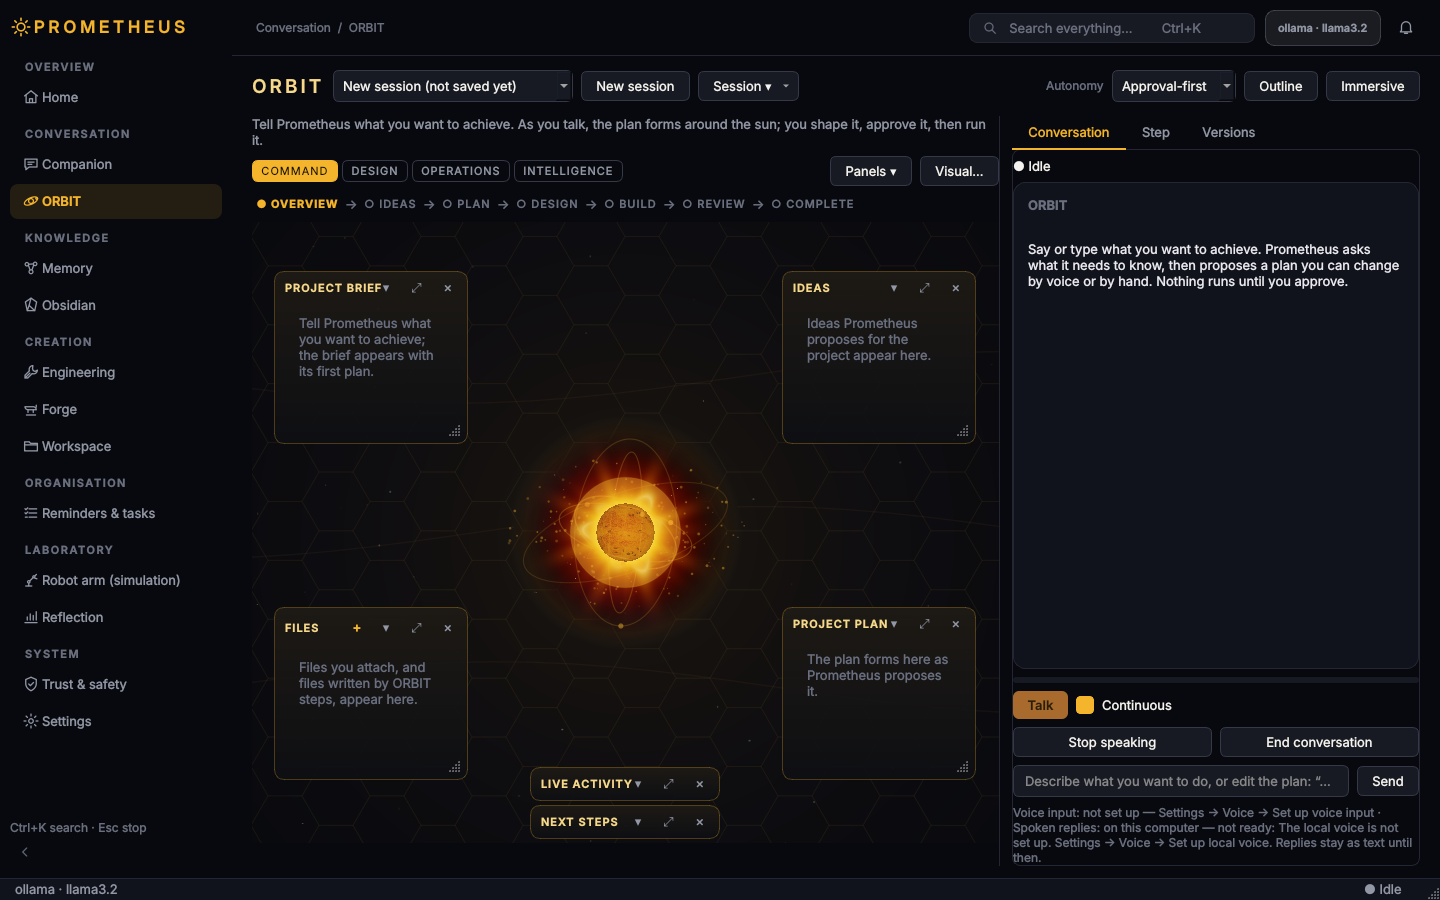 PROMETHEUS
OVERVIEW
Home
CONVERSATION
Companion
ORBIT
KNOWLEDGE
Memory
Obsidian
CREATION
Engineering
Forge
Workspace
ORGANISATION
Reminders & tasks
LABORATORY
Robot arm (simulation)
Reflection
SYSTEM
Trust & safety
Settings
Ctrl+K search · Esc stop
Conversation / ORBIT
Search everything... Ctrl+K
ollama · llama3.2
ORBIT
New session (not saved yet)
New session
Session ▾
Autonomy
Approval-first
Outline
Immersive
Tell Prometheus what you want to achieve. As you talk, the plan forms around the sun; you shape it, approve it, then run
it.
COMMAND
DESIGN
OPERATIONS
INTELLIGENCE
Panels ▾
Visual...
OVERVIEW → IDEAS → PLAN → DESIGN → BUILD → REVIEW → COMPLETE
PROJECT BRIEF
Tell Prometheus what
you want to achieve;
the brief appears with
its first plan.
IDEAS
Ideas Prometheus
proposes for the
project appear here.
FILES +
Files you attach, and
files written by ORBIT
steps, appear here.
PROJECT PLAN
The plan forms here as
Prometheus proposes
it.
LIVE ACTIVITY
NEXT STEPS
Conversation
Step
Versions
Idle
ORBIT
Say or type what you want to achieve. Prometheus asks
what it needs to know, then proposes a plan you can change
by voice or by hand. Nothing runs until you approve.
Talk
Continuous
Stop speaking
End conversation
Describe what you want to do, or edit the plan: “...
Send
Voice input: not set up — Settings → Voice → Set up voice input ·
Spoken replies: on this computer — not ready: The local voice is not
set up. Settings → Voice → Set up local voice. Replies stay as text until
then.
ollama · llama3.2
Idle